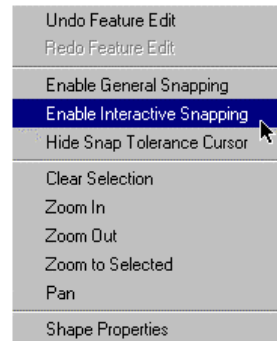 Undo Feature Edit
Redo Feature Edit
Enable General Snapping
Enable Interactive Snapping
Hide Snap Tolerance Cursor
Clear Selection
Zoom In
Zoom Out
Zoom to Selected
Pan
Shape Properties